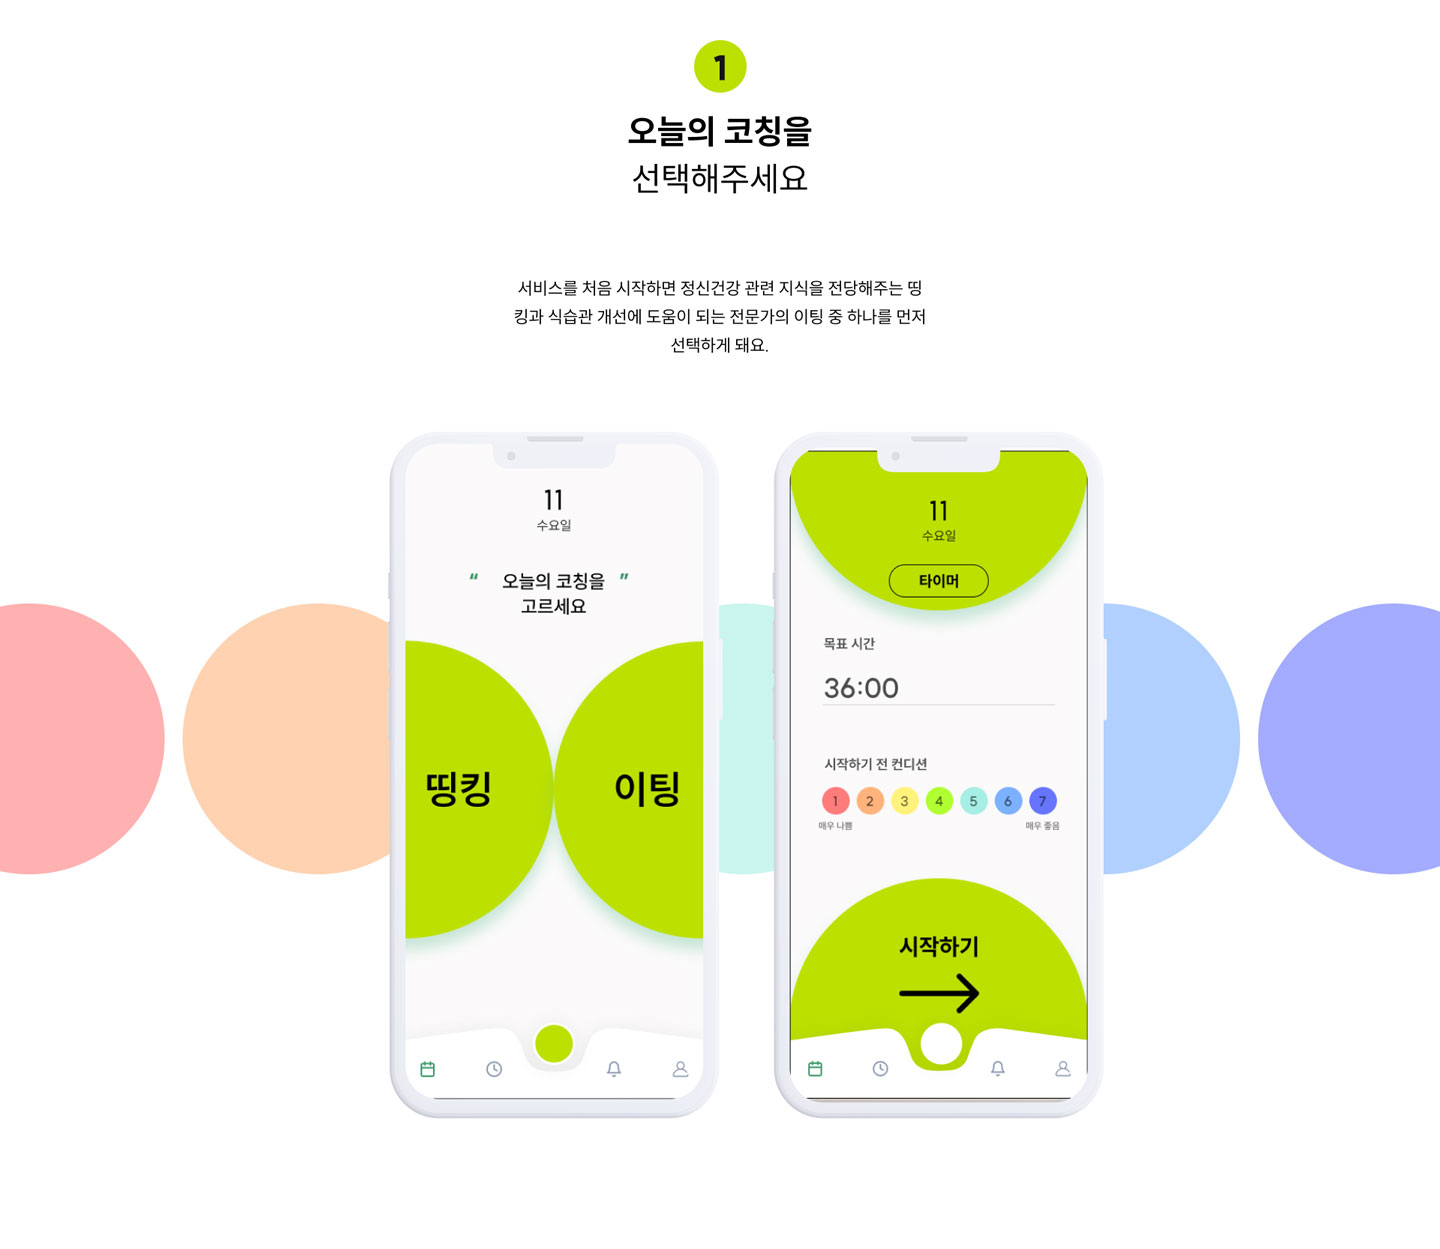 1
오늘의 코칭을
선택해주세요
서비스를 처음 시작하면 정신건강 관련 지식을 전당해주는 띵
킹과 식습관 개선에 도움이 되는 전문가의 이팅 중 하나를 먼저
선택하게 돼요.
11
수요일
“ 오늘의 코칭을 ”
고르세요
띵킹
이팅
11
수요일
타이머
목표 시간
36:00
시작하기 전 컨디션
1 2 3 4 5 6 7
매우 나쁨 매우 좋음
시작하기